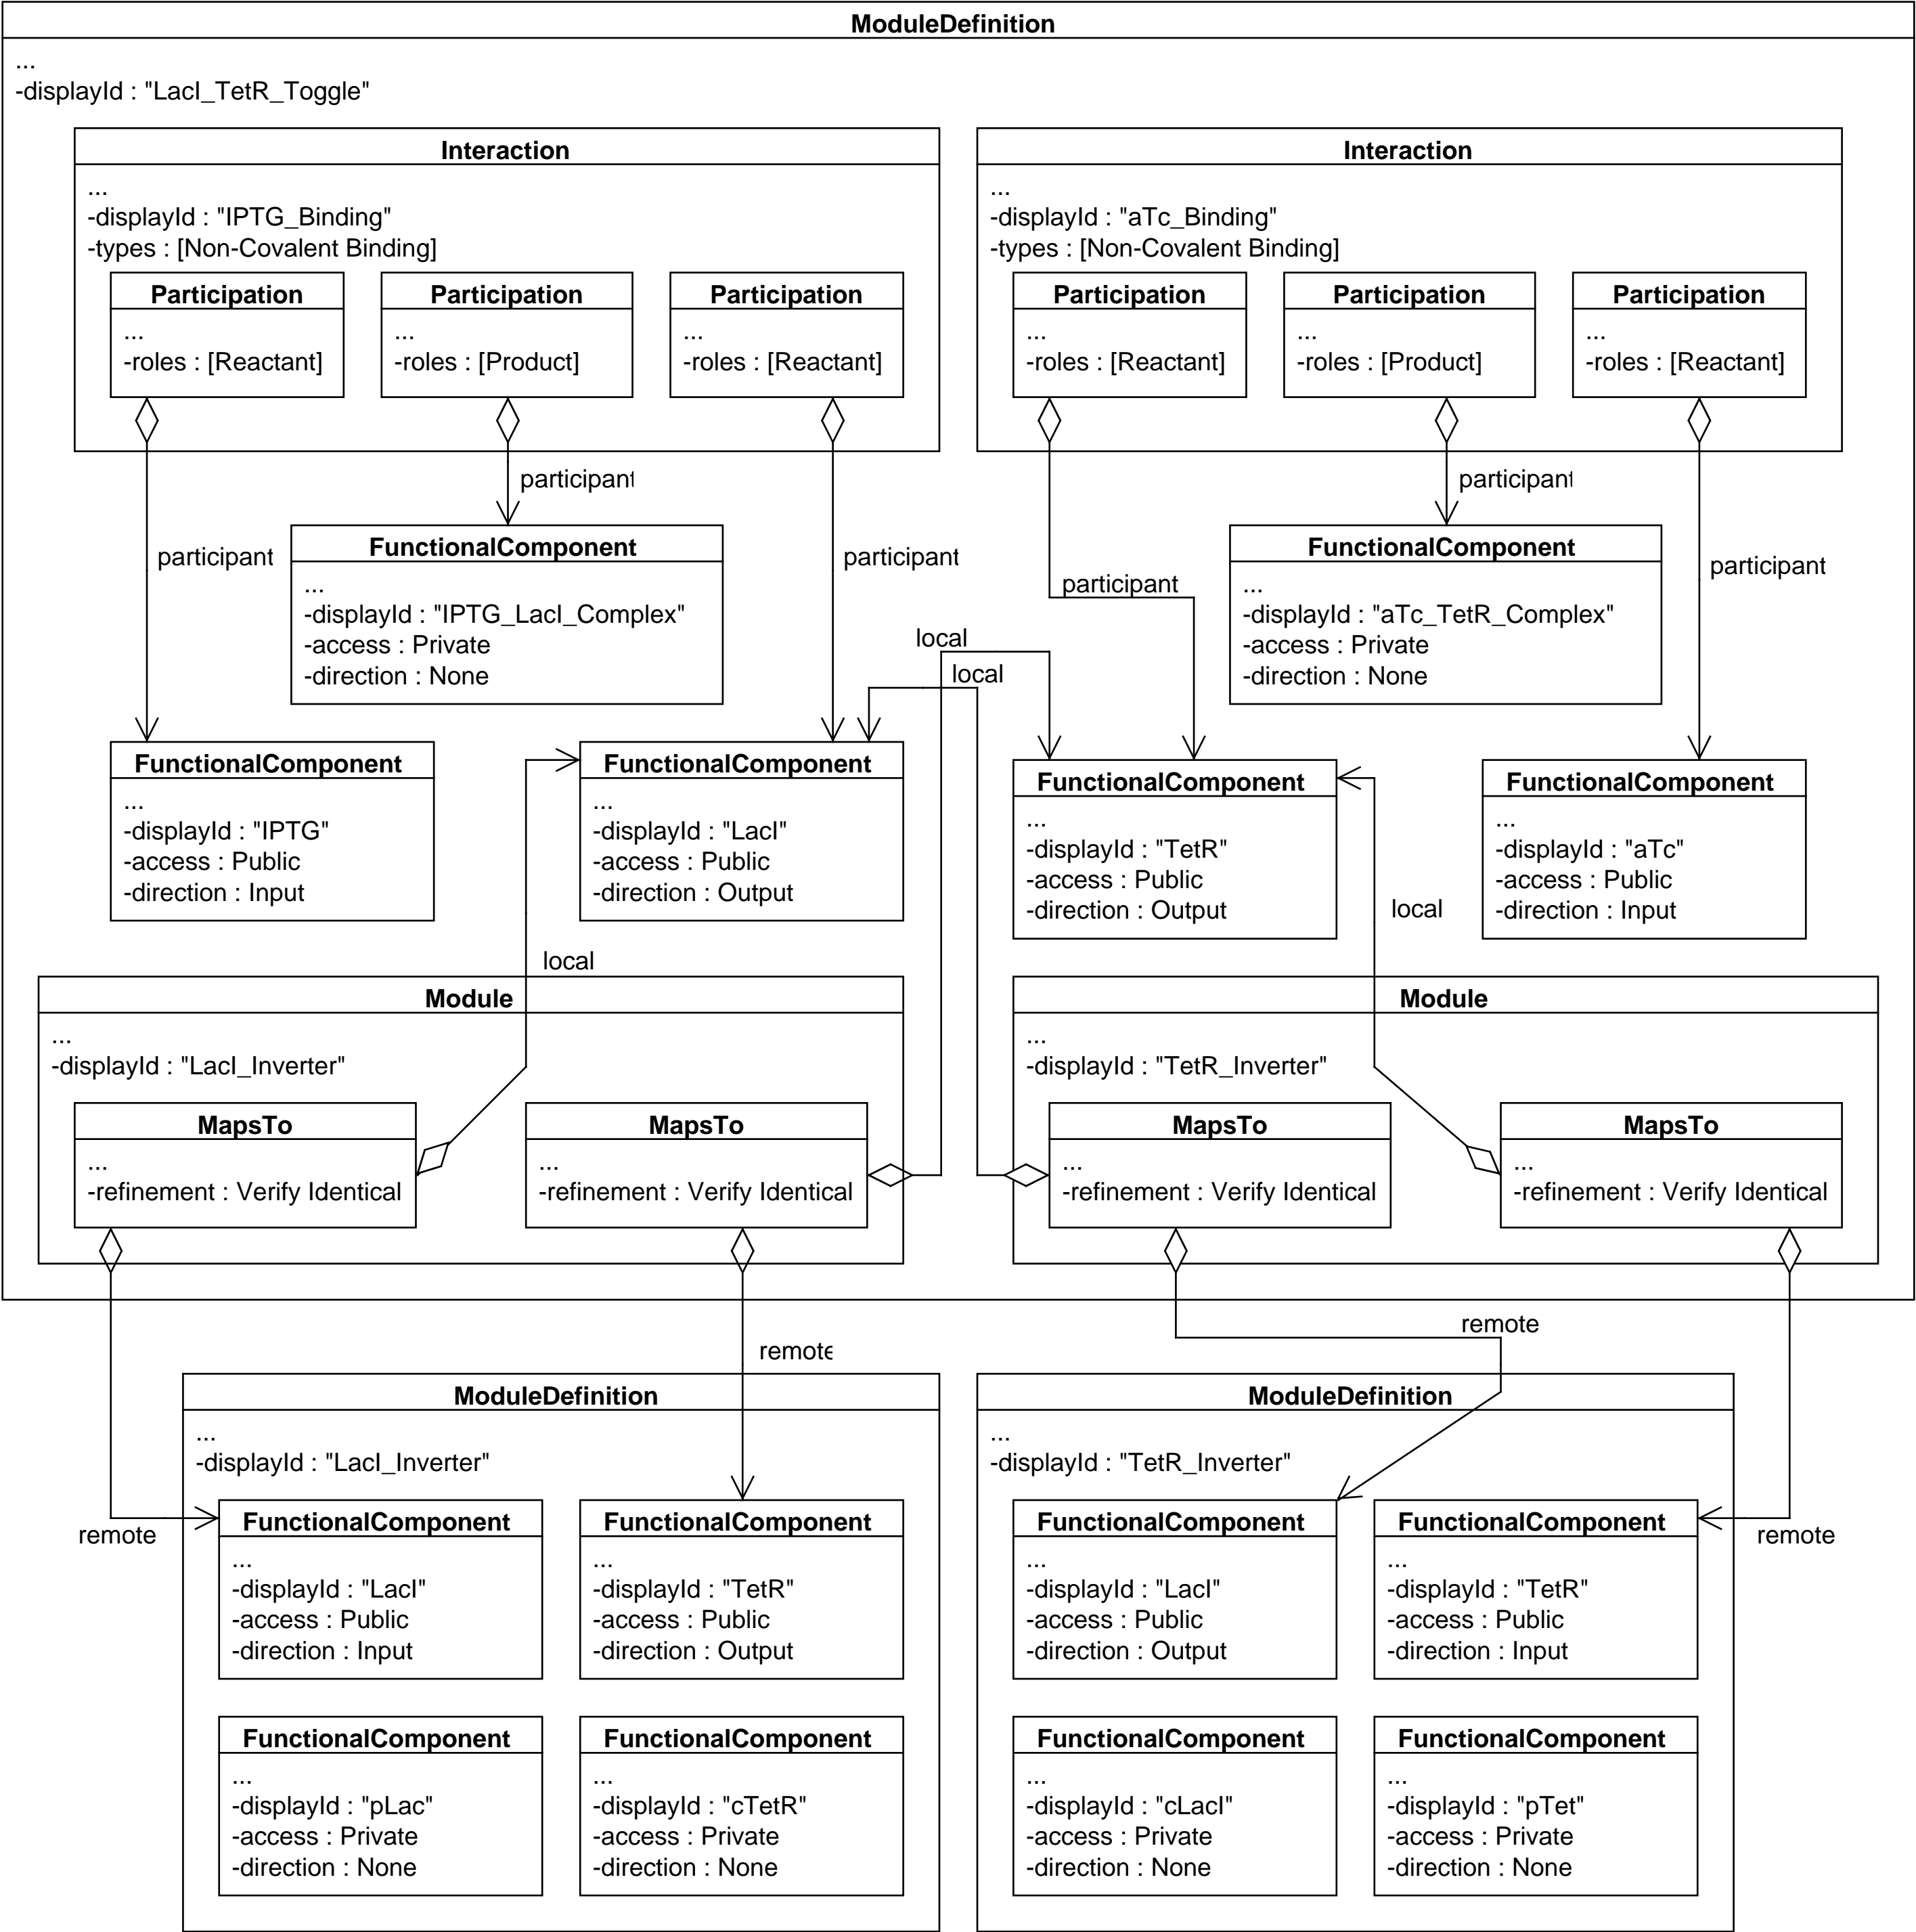 ModuleDefinition
...
-displayId : "LacI_TetR_Toggle"
Interaction
...
-displayId : "IPTG_Binding"
-types : [Non-Covalent Binding]
Participation
...
-roles : [Reactant]
Participation
...
-roles : [Product]
Participation
...
-roles : [Reactant]
Interaction
...
-displayId : "aTc_Binding"
-types : [Non-Covalent Binding]
Participation
...
-roles : [Reactant]
Participation
...
-roles : [Product]
Participation
...
-roles : [Reactant]
participant
participant
participant
participant
participant
participant
FunctionalComponent
...
-displayId : "IPTG_LacI_Complex"
-access : Private
-direction : None
FunctionalComponent
...
-displayId : "aTc_TetR_Complex"
-access : Private
-direction : None
local
local
FunctionalComponent
...
-displayId : "IPTG"
-access : Public
-direction : Input
FunctionalComponent
...
-displayId : "LacI"
-access : Public
-direction : Output
FunctionalComponent
...
-displayId : "TetR"
-access : Public
-direction : Output
FunctionalComponent
...
-displayId : "aTc"
-access : Public
-direction : Input
local
local
Module
...
-displayId : "LacI_Inverter"
MapsTo
...
-refinement : Verify Identical
MapsTo
...
-refinement : Verify Identical
Module
...
-displayId : "TetR_Inverter"
MapsTo
...
-refinement : Verify Identical
MapsTo
...
-refinement : Verify Identical
remote
remote
remote
remote
ModuleDefinition
...
-displayId : "LacI_Inverter"
FunctionalComponent
...
-displayId : "LacI"
-access : Public
-direction : Input
FunctionalComponent
...
-displayId : "TetR"
-access : Public
-direction : Output
FunctionalComponent
...
-displayId : "pLac"
-access : Private
-direction : None
FunctionalComponent
...
-displayId : "cTetR"
-access : Private
-direction : None
ModuleDefinition
...
-displayId : "TetR_Inverter"
FunctionalComponent
...
-displayId : "LacI"
-access : Public
-direction : Output
FunctionalComponent
...
-displayId : "TetR"
-access : Public
-direction : Input
FunctionalComponent
...
-displayId : "cLacI"
-access : Private
-direction : None
FunctionalComponent
...
-displayId : "pTet"
-access : Private
-direction : None